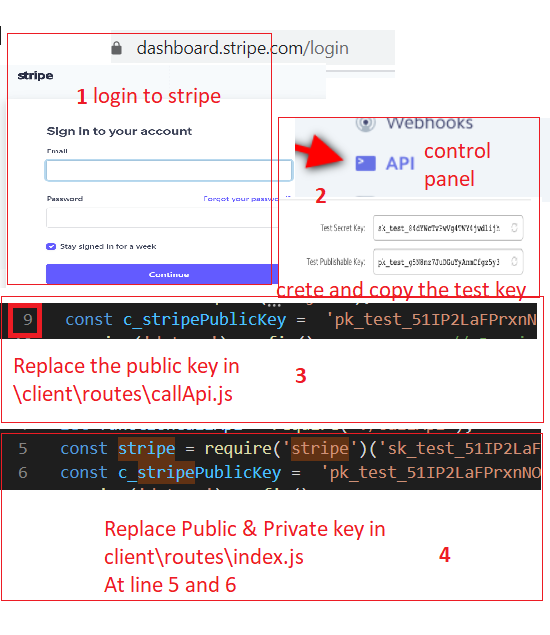 dashboard.stripe.com/login
stripe
1 login to stripe
Sign in to your account
Email
Password
Forgot your password?
Stay signed in for a week
Continue
Webhooks
API
control
panel
2
Test Secret Key:
Test Publishable Key:
crete and copy the test key
9 const c_stripePublicKey = 'pk_test_51IP2LaFPrxnN
Replace the public key in
\client\routes\callApi.js
3
5 const stripe = require('stripe')('sk_test_51IP2LaF
6 const c_stripePublicKey = 'pk_test_51IP2LaFPrxnNO
Replace Public & Private key in
client\routes\index.js
At line 5 and 6
4